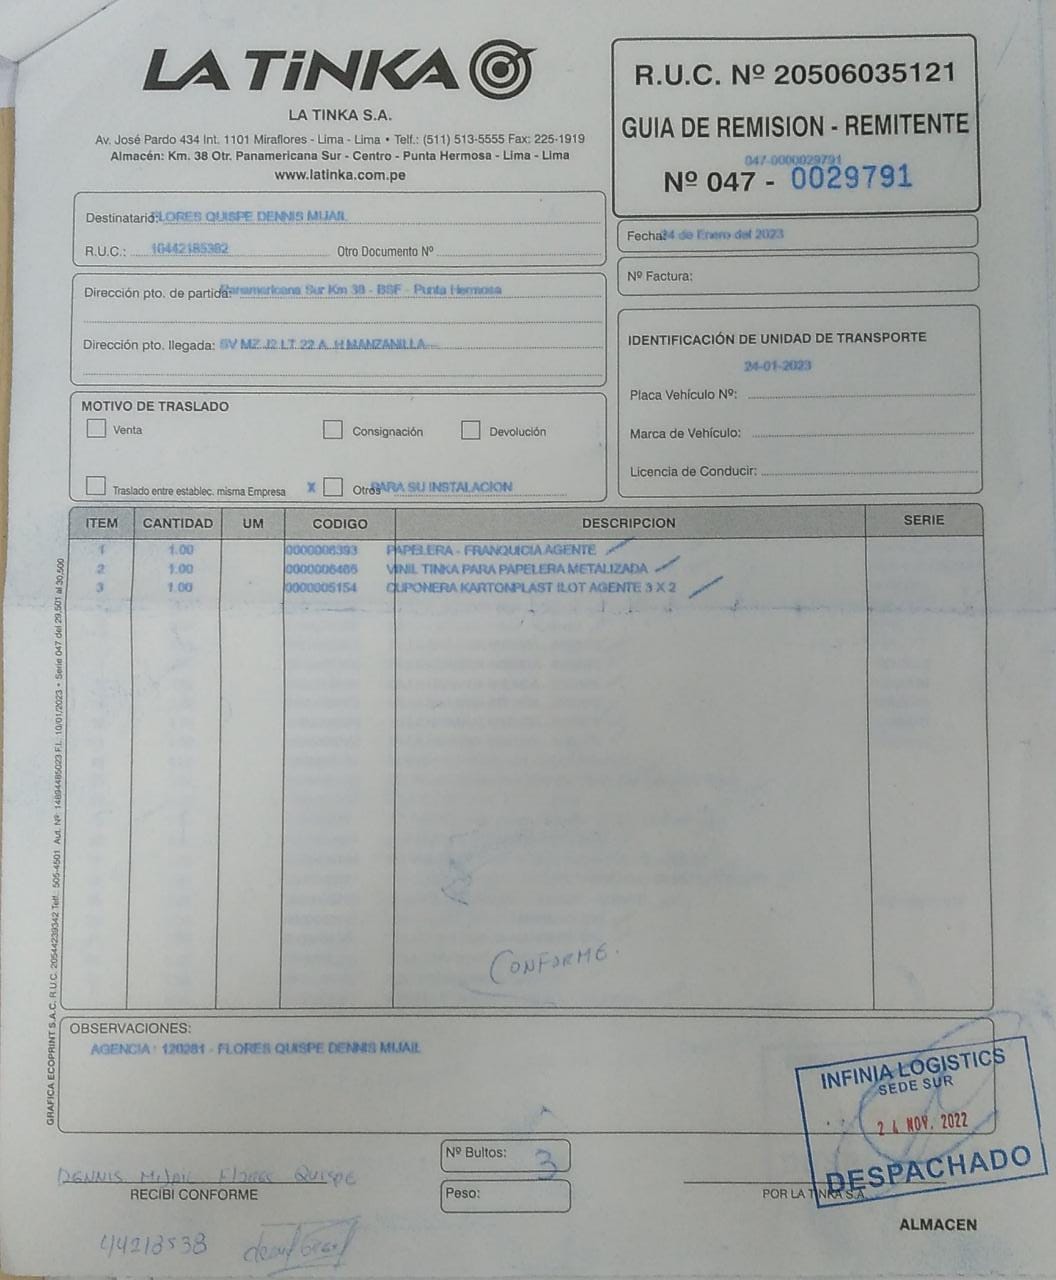 LA TiNKA
LA TINKA S.A.
Av. José Pardo 434 Int. 1101 Miraflores - Lima - Lima • Telf.: (511) 513-5555 Fax: 225-1919
Almacén: Km. 38 Otr. Panamericana Sur - Centro - Punta Hermosa - Lima - Lima
www.latinka.com.pe
R.U.C. Nº 20506035121
GUIA DE REMISION - REMITENTE
047-0000029791
Nº 047 - 0029791
Destinatario: FLORES QUISPE DENNIS MIJAIL
R.U.C.: 10442185382 Otro Documento Nº
Fecha: 24 de Enero del 2023
Nº Factura:
Dirección pto. de partida: Panamericana Sur Km 38 - BSF - Punta Hermosa
Dirección pto. llegada: SV MZ J2 LT 22 A. H MANZANILLA
IDENTIFICACIÓN DE UNIDAD DE TRANSPORTE
24-01-2023
Placa Vehículo Nº:
Marca de Vehículo:
Licencia de Conducir:
MOTIVO DE TRASLADO
Venta Consignación Devolución
Traslado entre establec. misma Empresa X Otros PARA SU INSTALACION
ITEM CANTIDAD UM CODIGO DESCRIPCION SERIE
1 1.00 0000006393 PAPELERA - FRANQUICIA AGENTE
2 1.00 0000006465 VINIL TINKA PARA PAPELERA METALIZADA
3 1.00 0000005154 CUPONERA KARTONPLAST ILOT AGENTE 3 X 2
CONFORME.
GRAFICA ECOPRINT S.A.C. R.U.C. 20544239342 Telf.: 505-4501 Aut. Nº: 14894485023 F.I.: 10/01/2023 • Serie 047 del 29,501 al 30,500
OBSERVACIONES:
AGENCIA : 120281 - FLORES QUISPE DENNIS MIJAIL
INFINIA LOGISTICS
SEDE SUR
24 NOV. 2022
DESPACHADO
Nº Bultos: 3
Peso:
DENNIS MIJAIL FLORES QUISPE
RECIBI CONFORME
POR LA TINKA S.A.
ALMACEN
44218538